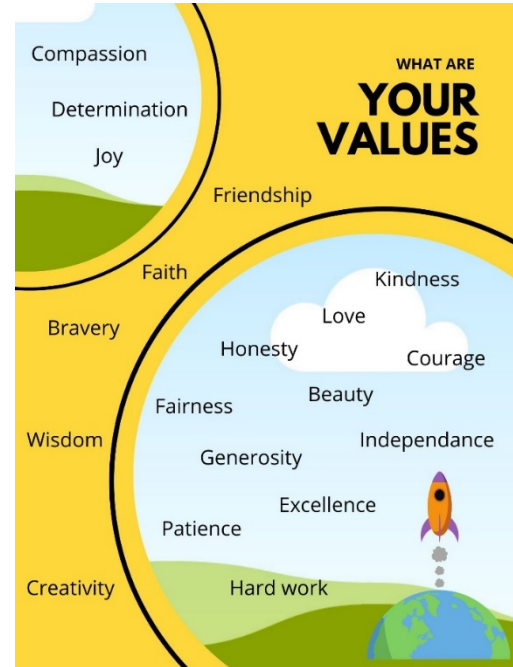 WHAT ARE
YOUR
VALUES
Compassion
Determination
Joy
Friendship
Faith
Bravery
Wisdom
Creativity
Kindness
Love
Honesty
Courage
Beauty
Fairness
Independance
Generosity
Excellence
Patience
Hard work